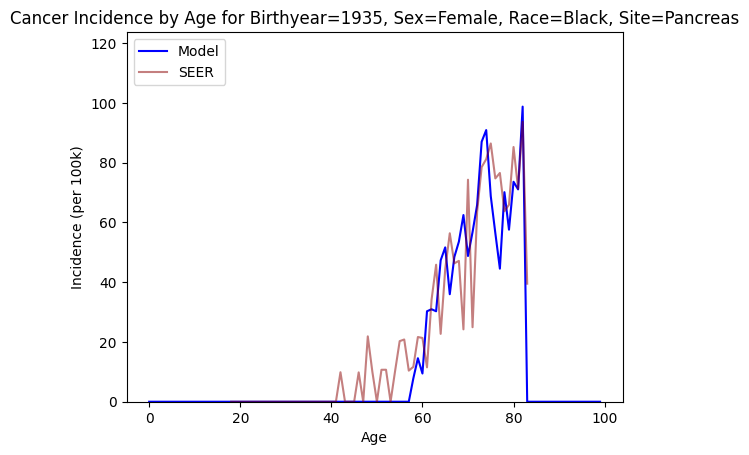 Cancer Incidence by Age for Birthyear=1935, Sex=Female, Race=Black, Site=Pancreas
Model
SEER
120
100
80
60
40
20
0
Incidence (per 100k)
0 20 40 60 80 100
Age